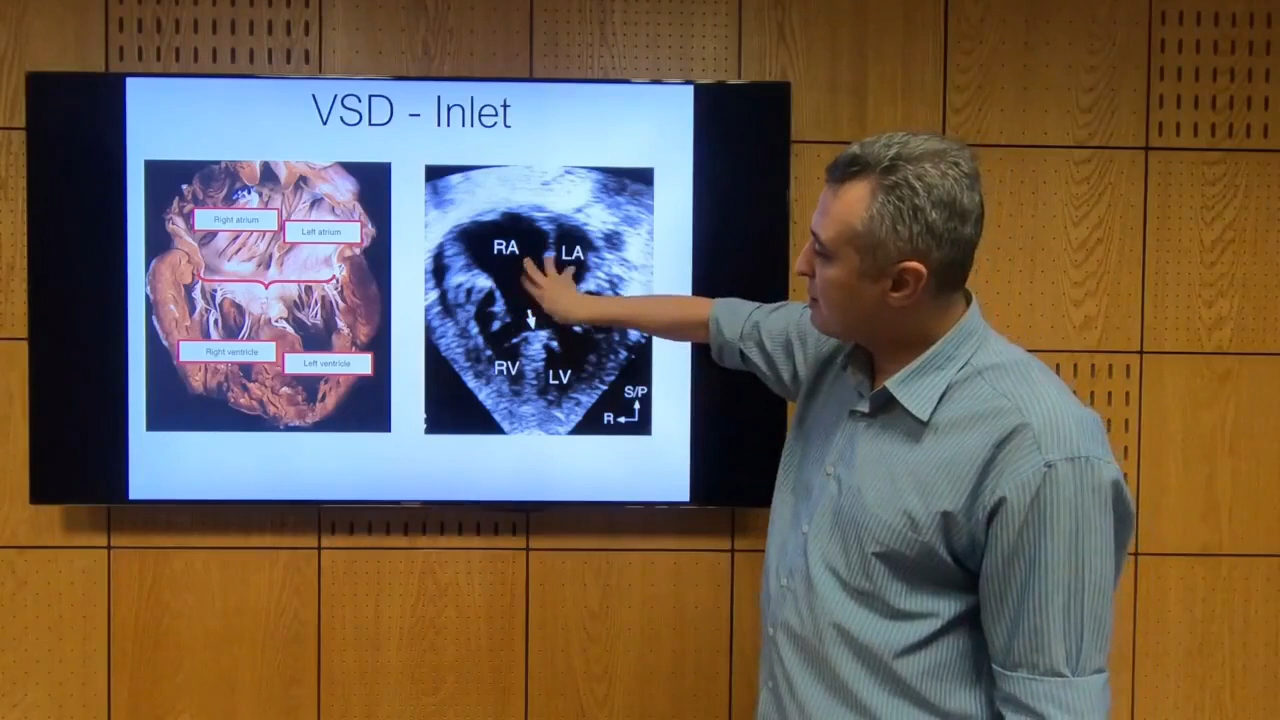 VSD - Inlet
Right atrium
Left atrium
Right ventricle
Left ventricle
RA
LA
RV
LV
S/P
R